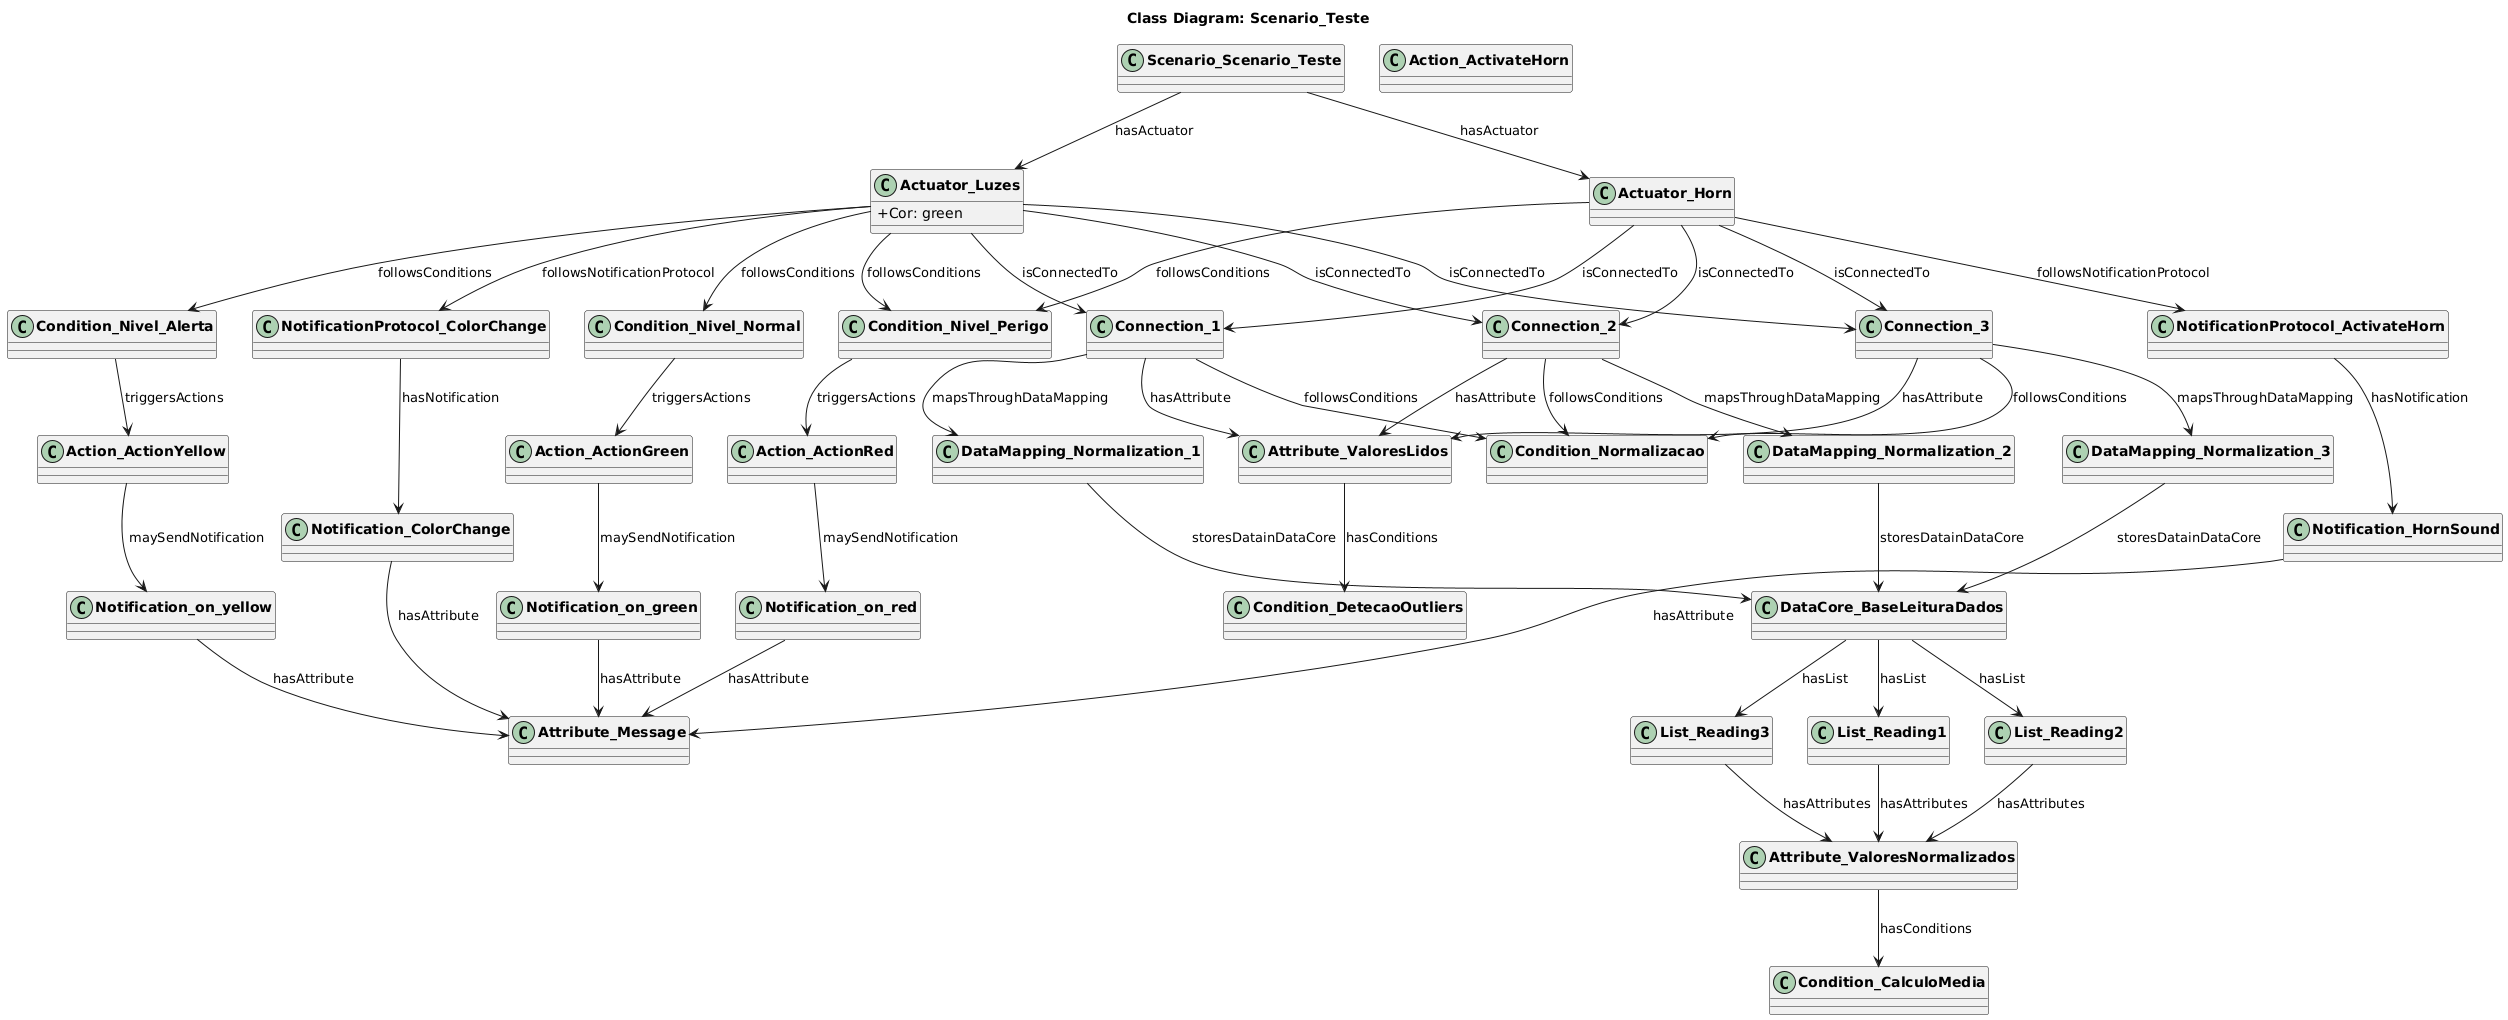 Class Diagram: Scenario_Teste
C Scenario_Scenario_Teste
C Action_ActivateHorn
hasActuator
hasActuator
C Actuator_Luzes
+Cor: green
C Actuator_Horn
followsConditions
followsNotificationProtocol
followsConditions
followsConditions
isConnectedTo
followsConditions
isConnectedTo
isConnectedTo
isConnectedTo
isConnectedTo
isConnectedTo
followsNotificationProtocol
C Condition_Nivel_Alerta
C NotificationProtocol_ColorChange
C Condition_Nivel_Normal
C Condition_Nivel_Perigo
C Connection_1
C Connection_2
C Connection_3
C NotificationProtocol_ActivateHorn
triggersActions
hasNotification
triggersActions
triggersActions
mapsThroughDataMapping
hasAttribute
followsConditions
hasAttribute
followsConditions
mapsThroughDataMapping
hasAttribute
followsConditions
mapsThroughDataMapping
hasNotification
C Action_ActionYellow
C Action_ActionGreen
C Action_ActionRed
C DataMapping_Normalization_1
C Attribute_ValoresLidos
C Condition_Normalizacao
C DataMapping_Normalization_2
C DataMapping_Normalization_3
C Notification_ColorChange
C Notification_HornSound
maySendNotification
maySendNotification
maySendNotification
storesDatainDataCore
hasConditions
storesDatainDataCore
storesDatainDataCore
C Notification_on_yellow
C Notification_on_green
C Notification_on_red
C Condition_DetecaoOutliers
C DataCore_BaseLeituraDados
hasAttribute
hasAttribute
hasAttribute
hasAttribute
hasAttribute
hasList
hasList
hasList
C Attribute_Message
C List_Reading3
C List_Reading1
C List_Reading2
hasAttributes
hasAttributes
hasAttributes
C Attribute_ValoresNormalizados
hasConditions
C Condition_CalculoMedia